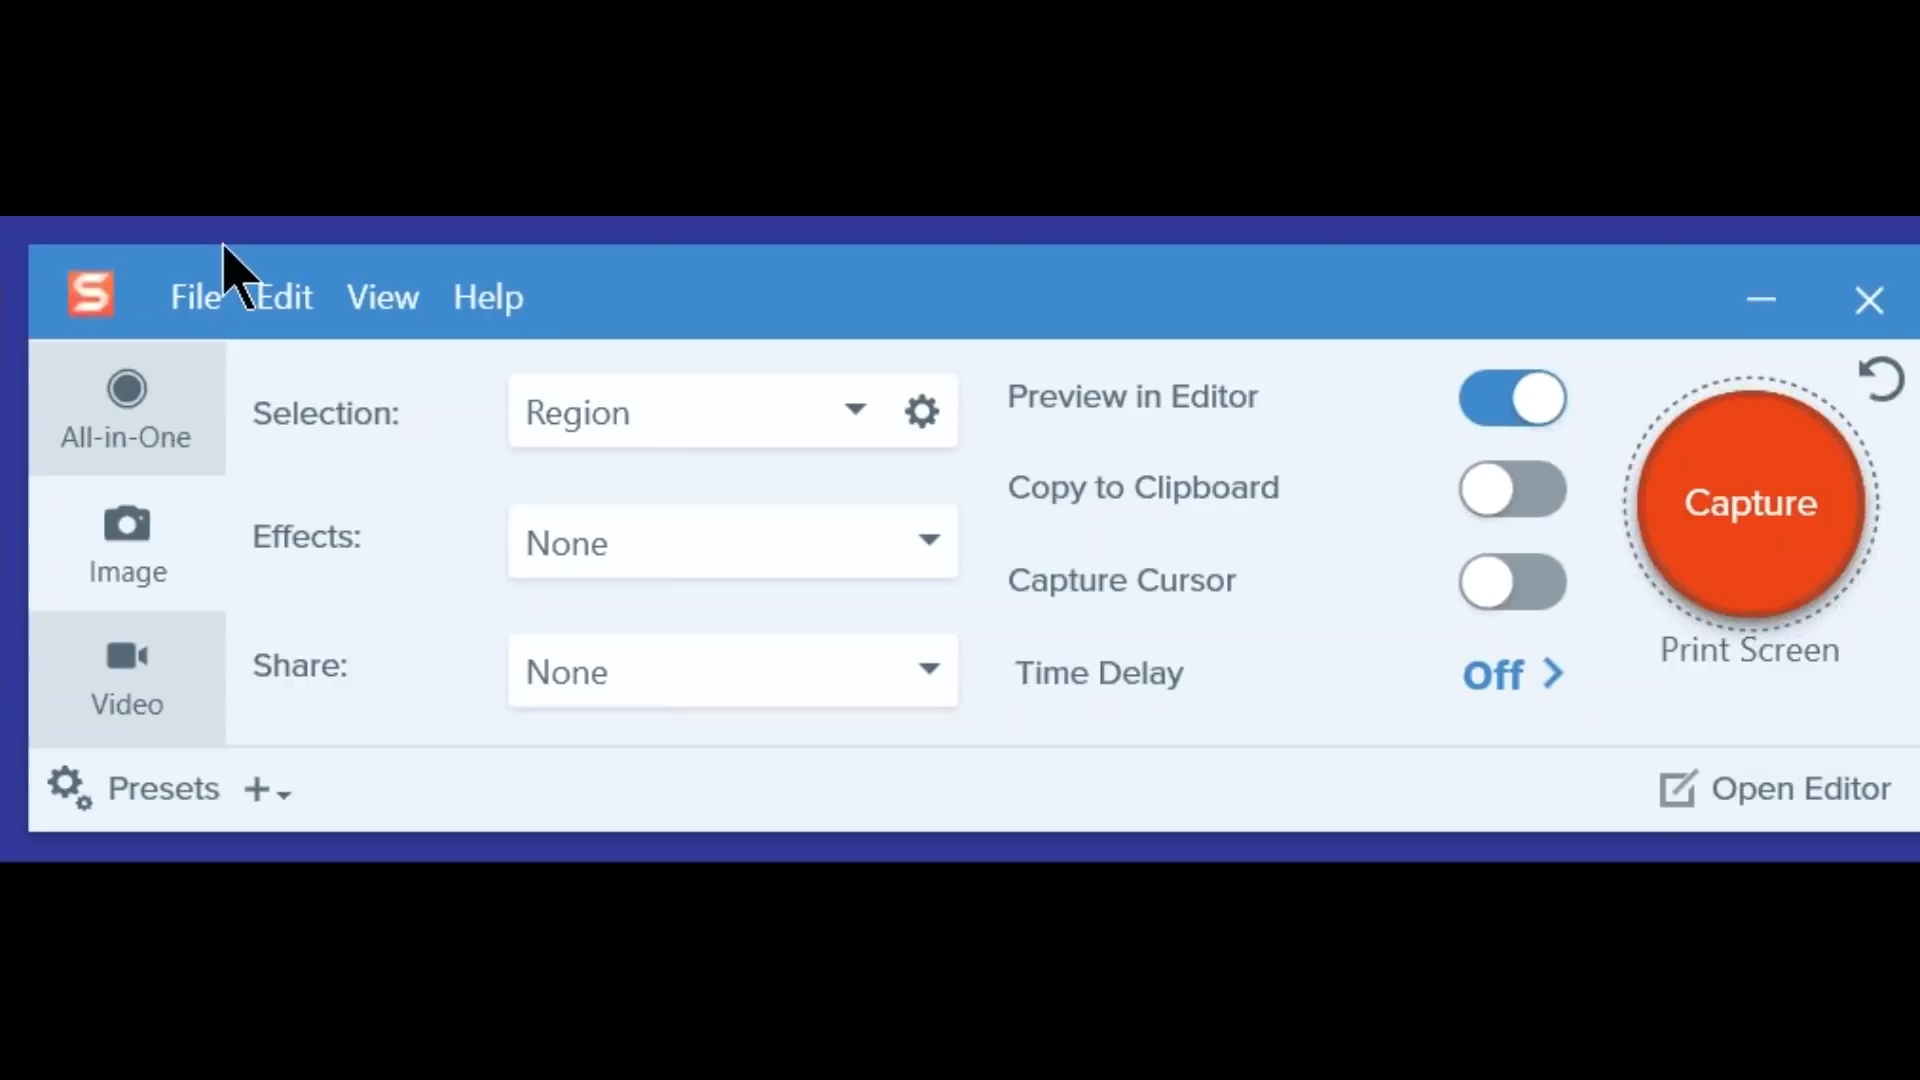 File Edit View Help
All-in-One
Image
Video
Selection: Region
Effects: None
Share: None
Preview in Editor
Copy to Clipboard
Capture Cursor
Time Delay Off
Capture
Print Screen
Presets
Open Editor